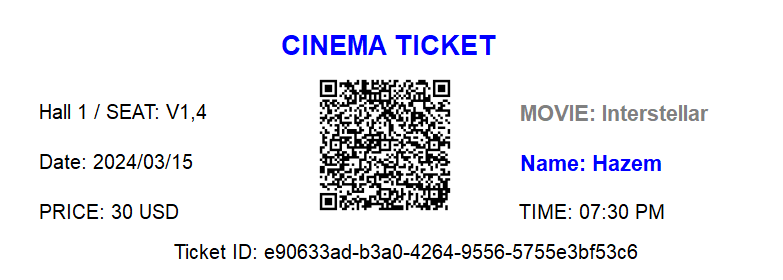 CINEMA TICKET
Hall 1 / SEAT: V1,4
MOVIE: Interstellar
Date: 2024/03/15
Name: Hazem
PRICE: 30 USD
TIME: 07:30 PM
Ticket ID: e90633ad-b3a0-4264-9556-5755e3bf53c6